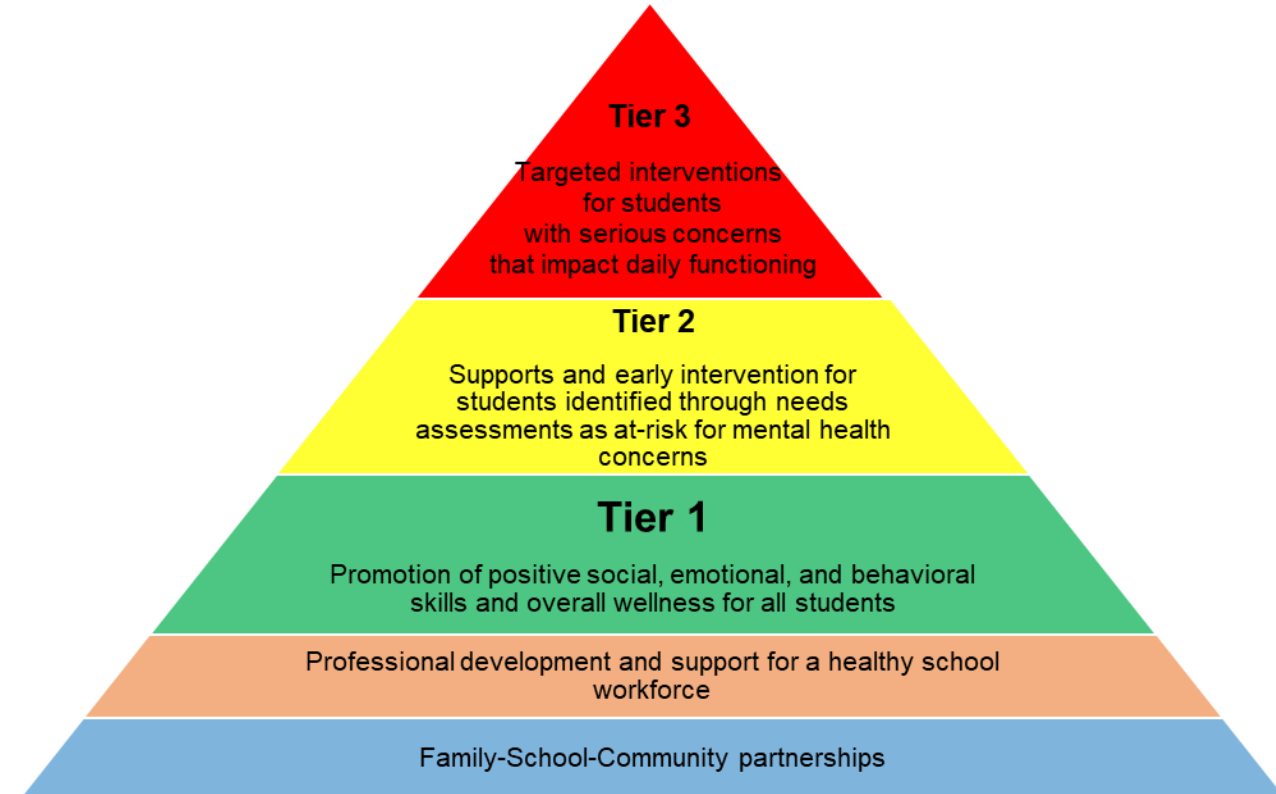 Tier 3
Targeted interventions
for students
with serious concerns
that impact daily functioning
Tier 2
Supports and early intervention for
students identified through needs
assessments as at-risk for mental health
concerns
Tier 1
Promotion of positive social, emotional, and behavioral
skills and overall wellness for all students
Professional development and support for a healthy school
workforce
Family-School-Community partnerships